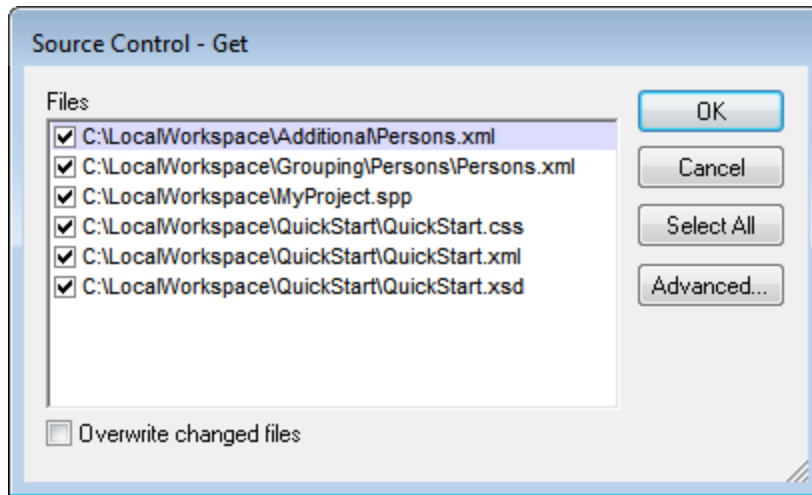 Source Control - Get
Files
C:\LocalWorkspace\Additional\Persons.xml
C:\LocalWorkspace\Grouping\Persons\Persons.xml
C:\LocalWorkspace\MyProject.spp
C:\LocalWorkspace\QuickStart\QuickStart.css
C:\LocalWorkspace\QuickStart\QuickStart.xml
C:\LocalWorkspace\QuickStart\QuickStart.xsd
Overwrite changed files
OK
Cancel
Select All
Advanced...